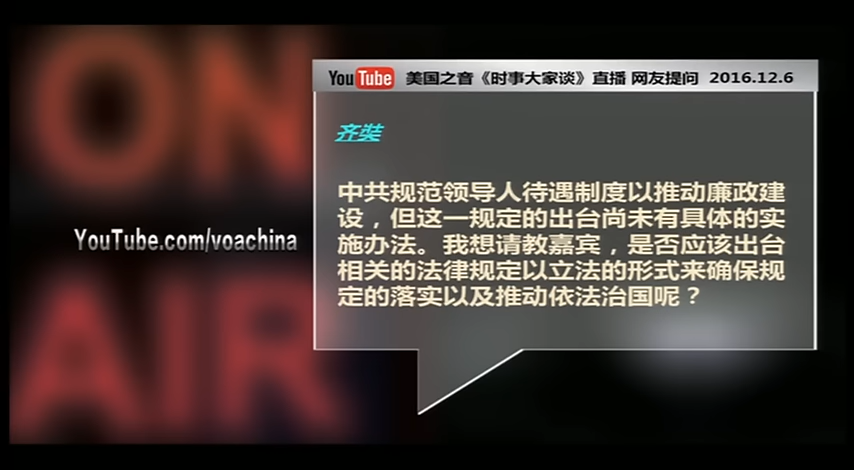 ON
AIR
YouTube.com/voachina
YouTube 美国之音《时事大家谈》直播 网友提问 2016.12.6
齐奘
中共规范领导人待遇制度以推动廉政建
设，但这一规定的出台尚未有具体的实
施办法。我想请教嘉宾，是否应该出台
相关的法律规定以立法的形式来确保规
定的落实以及推动依法治国呢？